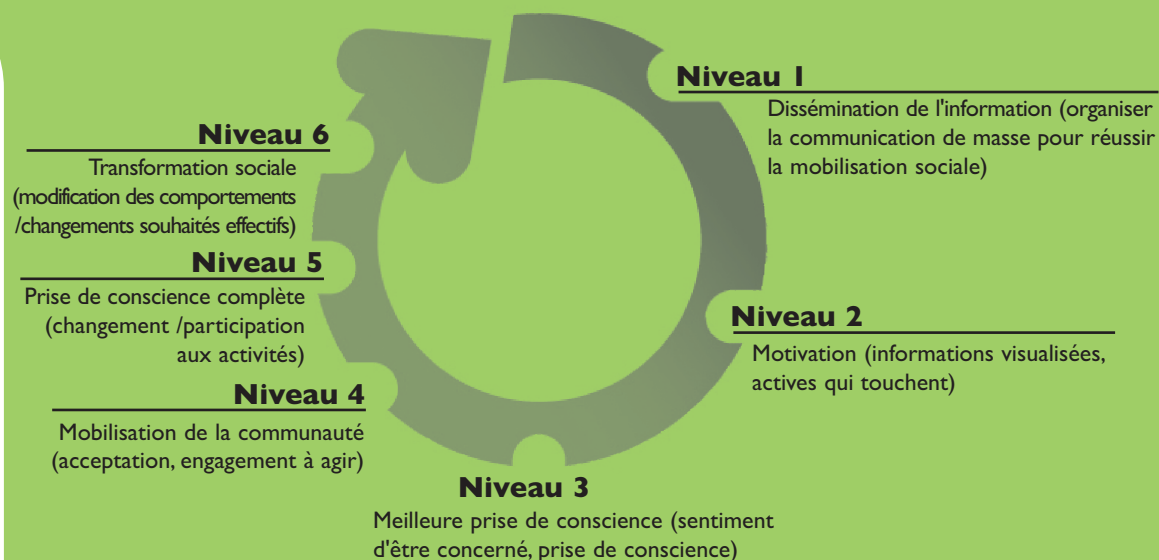 Niveau 1
Dissémination de l'information (organiser
la communication de masse pour réussir
la mobilisation sociale)
Niveau 2
Motivation (informations visualisées,
actives qui touchent)
Niveau 3
Meilleure prise de conscience (sentiment
d'être concerné, prise de conscience)
Niveau 4
Mobilisation de la communauté
(acceptation, engagement à agir)
Niveau 5
Prise de conscience complète
(changement /participation
aux activités)
Niveau 6
Transformation sociale
(modification des comportements
/changements souhaités effectifs)